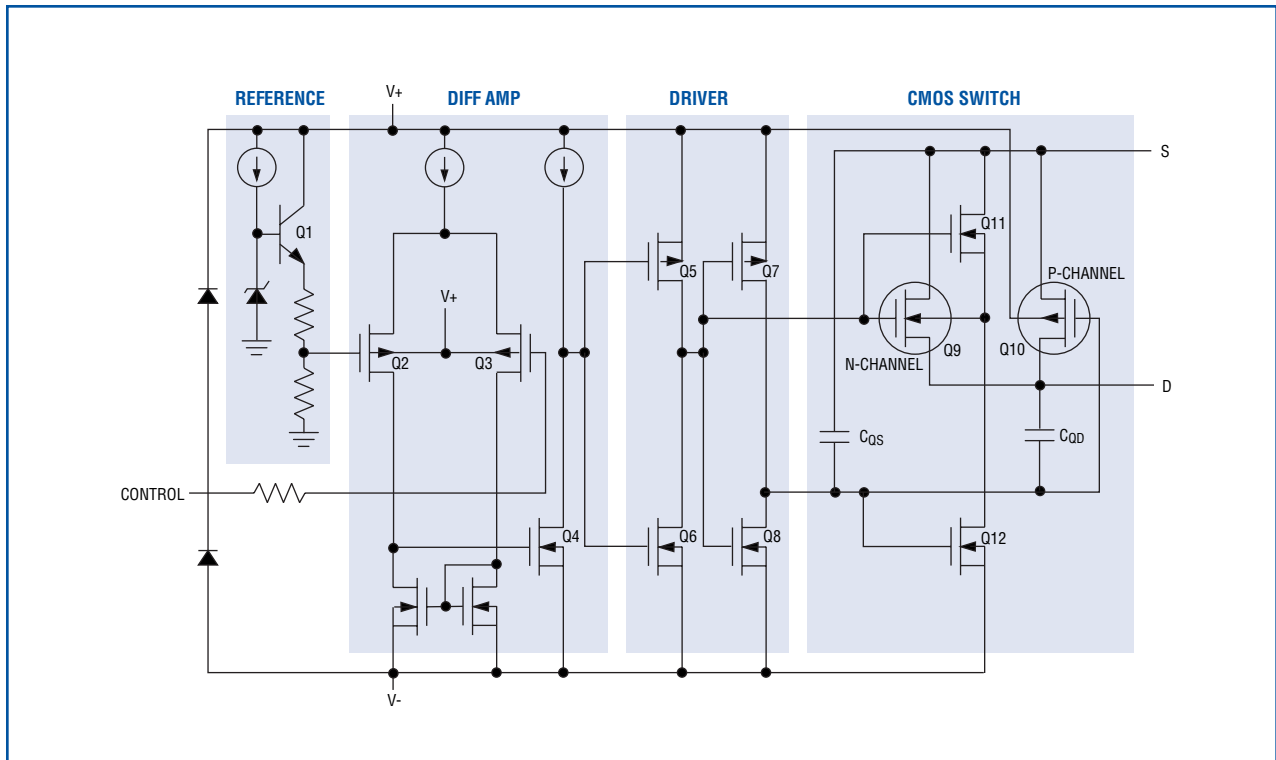 REFERENCE
DIFF AMP
DRIVER
CMOS SWITCH
V+
S
Q1
Q11
Q5
Q7
P-CHANNEL
V+
Q2
Q3
Q9
Q10
N-CHANNEL
D
CQS
CQD
CONTROL
Q4
Q6
Q8
Q12
V-